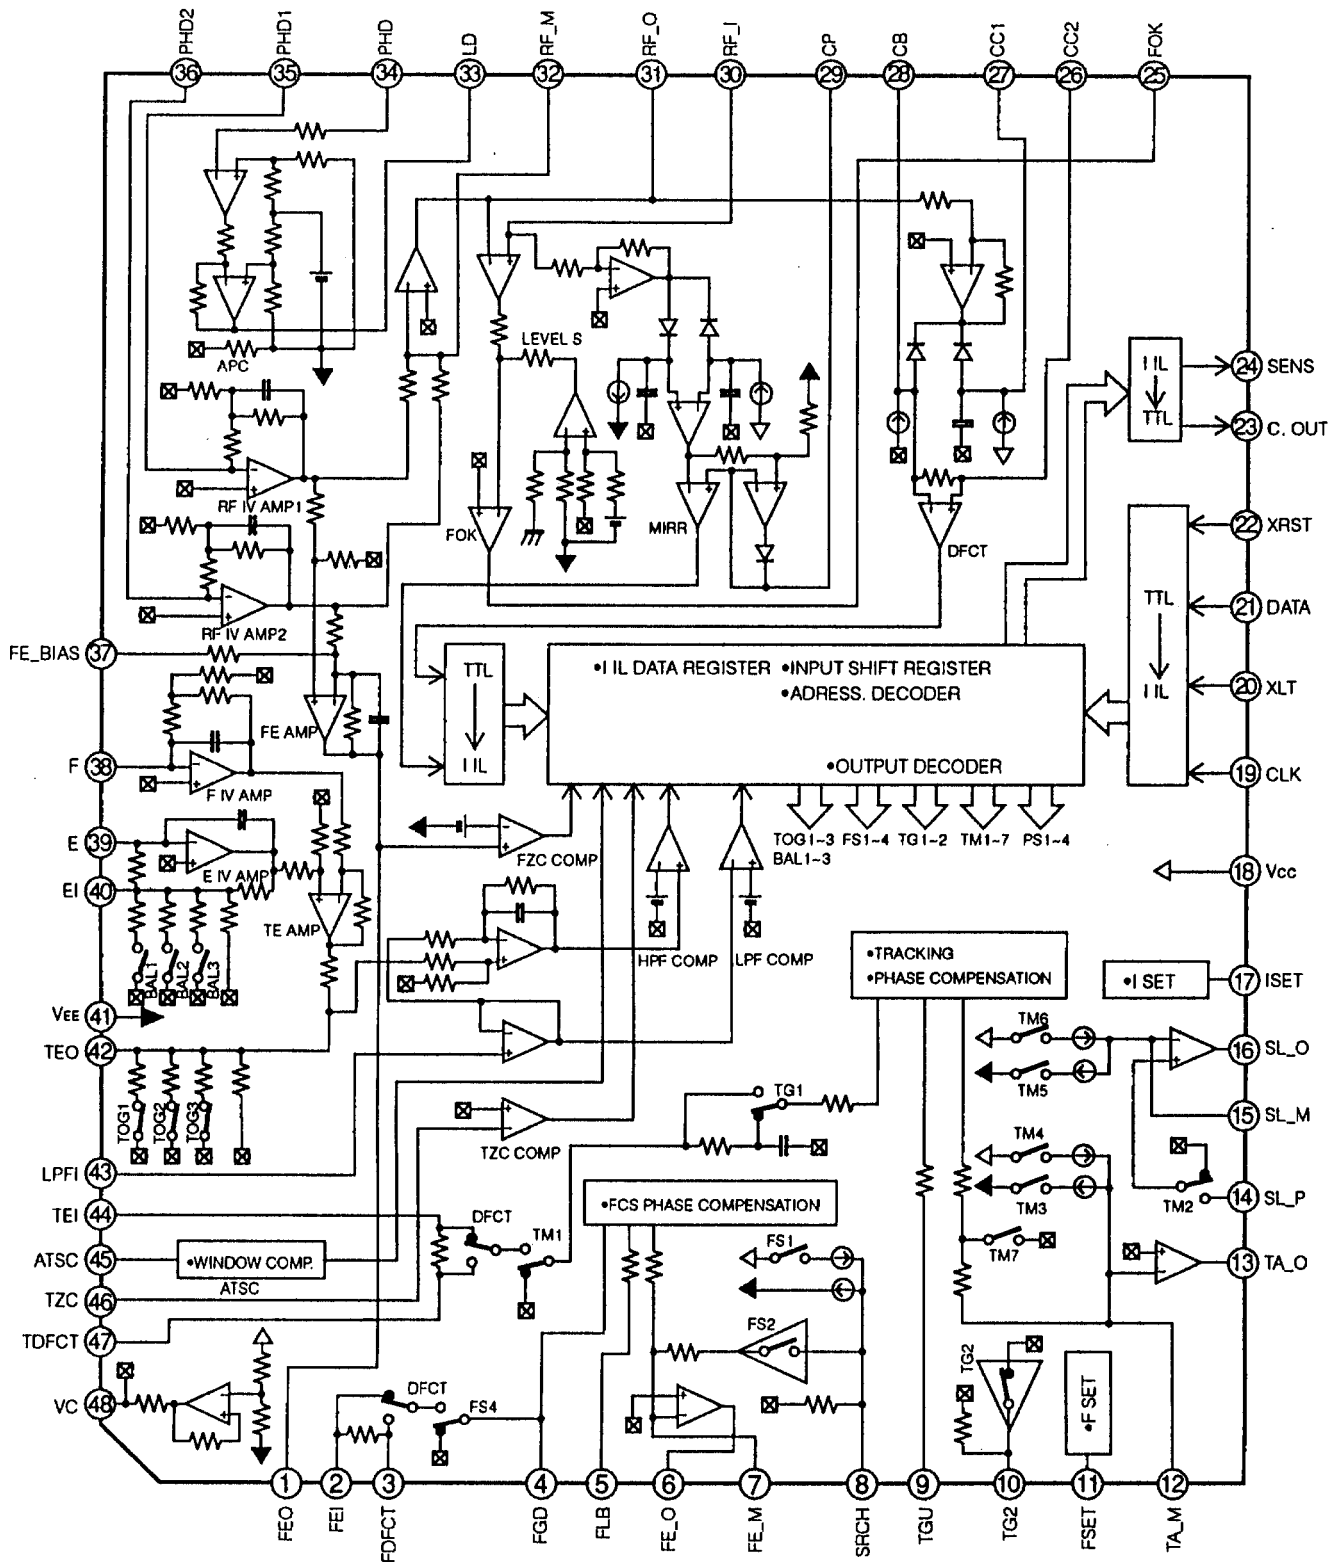 PHD2
PHD1
PHD
LD
RF_M
RF_O
RF_I
CP
CB
CC1
CC2
FOK
36
35
34
33
32
31
30
29
28
27
26
25
APC
LEVEL S
RF IV AMP1
FOK
MIRR
DFCT
RF IV AMP2
IIL
TTL
24 SENS
23 C. OUT
22 XRST
21 DATA
20 XLT
19 CLK
TTL
IIL
FE_BIAS 37
TTL
IIL
•IIL DATA REGISTER •INPUT SHIFT REGISTER
•ADRESS. DECODER
•OUTPUT DECODER
FE AMP
F 38
F IV AMP
TOG1~3 FS1~4 TG1~2 TM1~7 PS1~4
BAL1~3
E 39
E IV AMP
FZC COMP
18 Vcc
EI 40
TE AMP
HPF COMP
LPF COMP
BAL1
BAL2
BAL3
•TRACKING
•PHASE COMPENSATION
•I SET
17 ISET
VEE 41
TEO 42
TM6
TM5
16 SL_O
TOG1
TOG2
TOG3
TZC COMP
TG1
15 SL_M
TM4
TM3
LPFI 43
TM2
14 SL_P
•FCS PHASE COMPENSATION
TEI 44
DFCT
TM1
FS1
TM7
ATSC 45
•WINDOW COMP.
ATSC
13 TA_O
TZC 46
TDFCT 47
FS2
TG2
•F SET
VC 48
DFCT
FS4
1
2
3
4
5
6
7
8
9
10
11
12
FEO
FEI
FDFCT
FGD
FLB
FE_O
FE_M
SRCH
TGU
TG2
FSET
TA_M